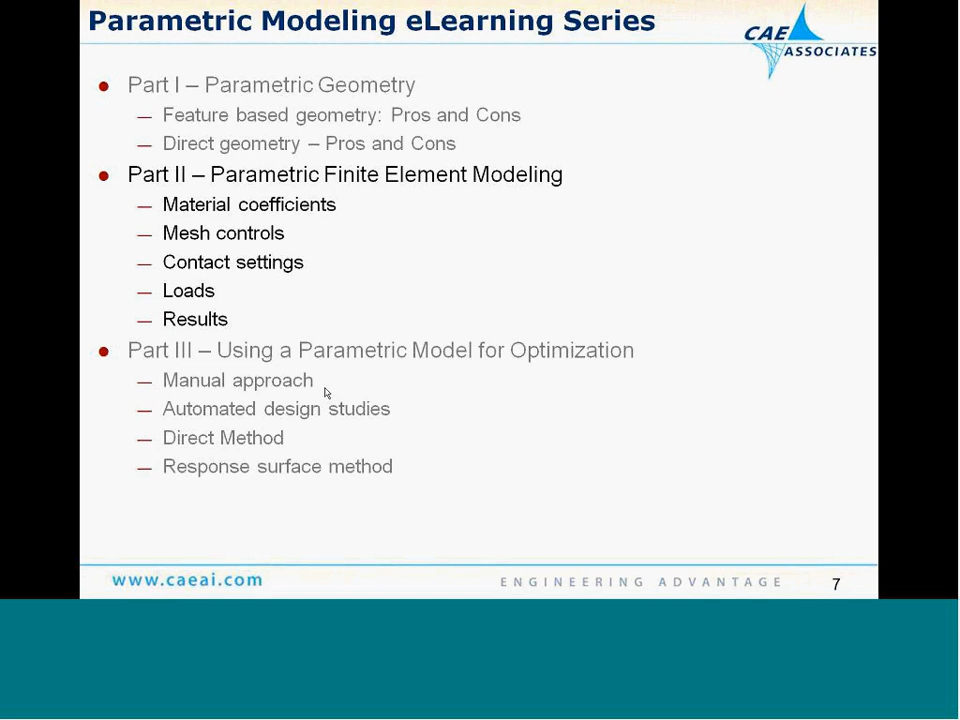 Parametric Modeling eLearning Series
CAE
ASSOCIATES
● Part I – Parametric Geometry
— Feature based geometry: Pros and Cons
— Direct geometry – Pros and Cons
● Part II – Parametric Finite Element Modeling
— Material coefficients
— Mesh controls
— Contact settings
— Loads
— Results
● Part III – Using a Parametric Model for Optimization
— Manual approach
— Automated design studies
— Direct Method
— Response surface method
www.caeai.com
ENGINEERING ADVANTAGE
7